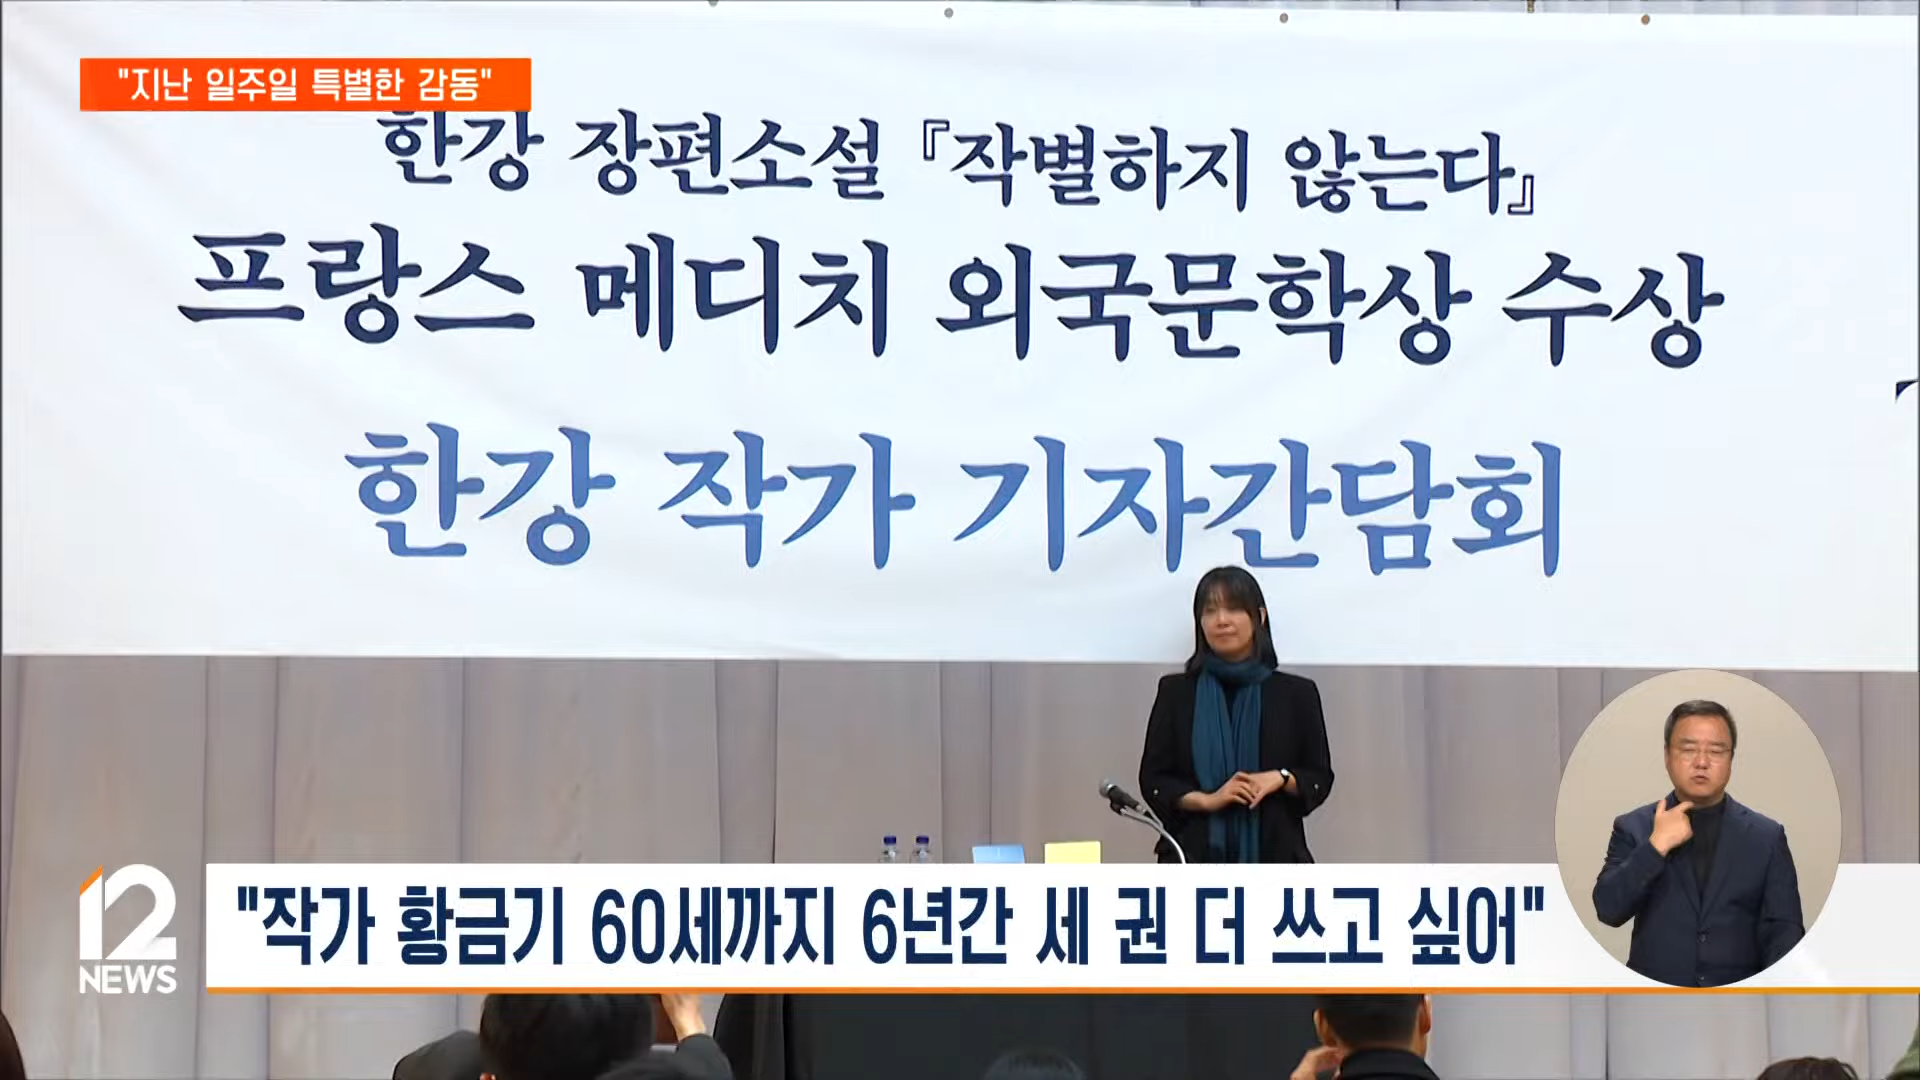 "지난 일주일 특별한 감동"
한강 장편소설 『작별하지 않는다』
프랑스 메디치 외국문학상 수상
한강 작가 기자간담회
12
NEWS
"작가 황금기 60세까지 6년간 세 권 더 쓰고 싶어"